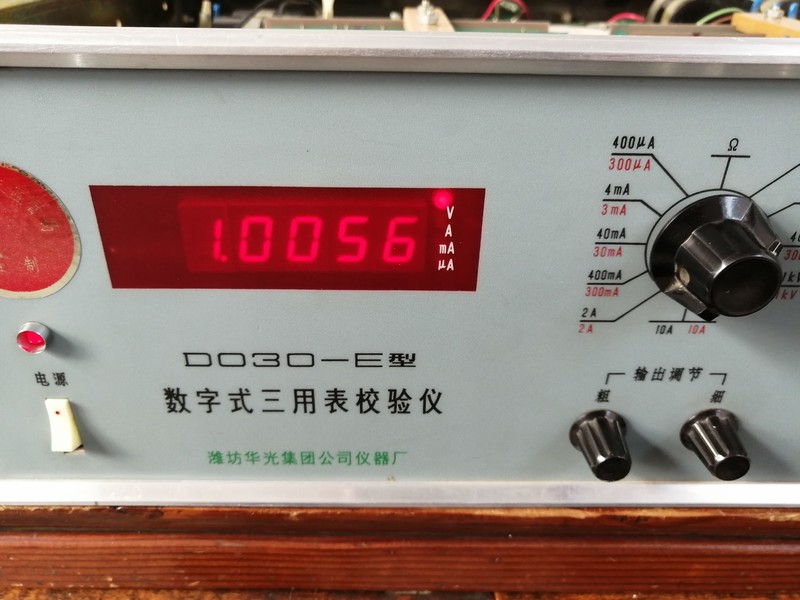 1.0056
V
A
mA
μA
Ω
400μA
300μA
4mA
3mA
40mA
30mA
400mA
300mA
2A
2A
10A 10A
制
电源
DO30-E型
数字式三用表校验仪
潍坊华光集团公司仪器厂
输出调节
粗 细